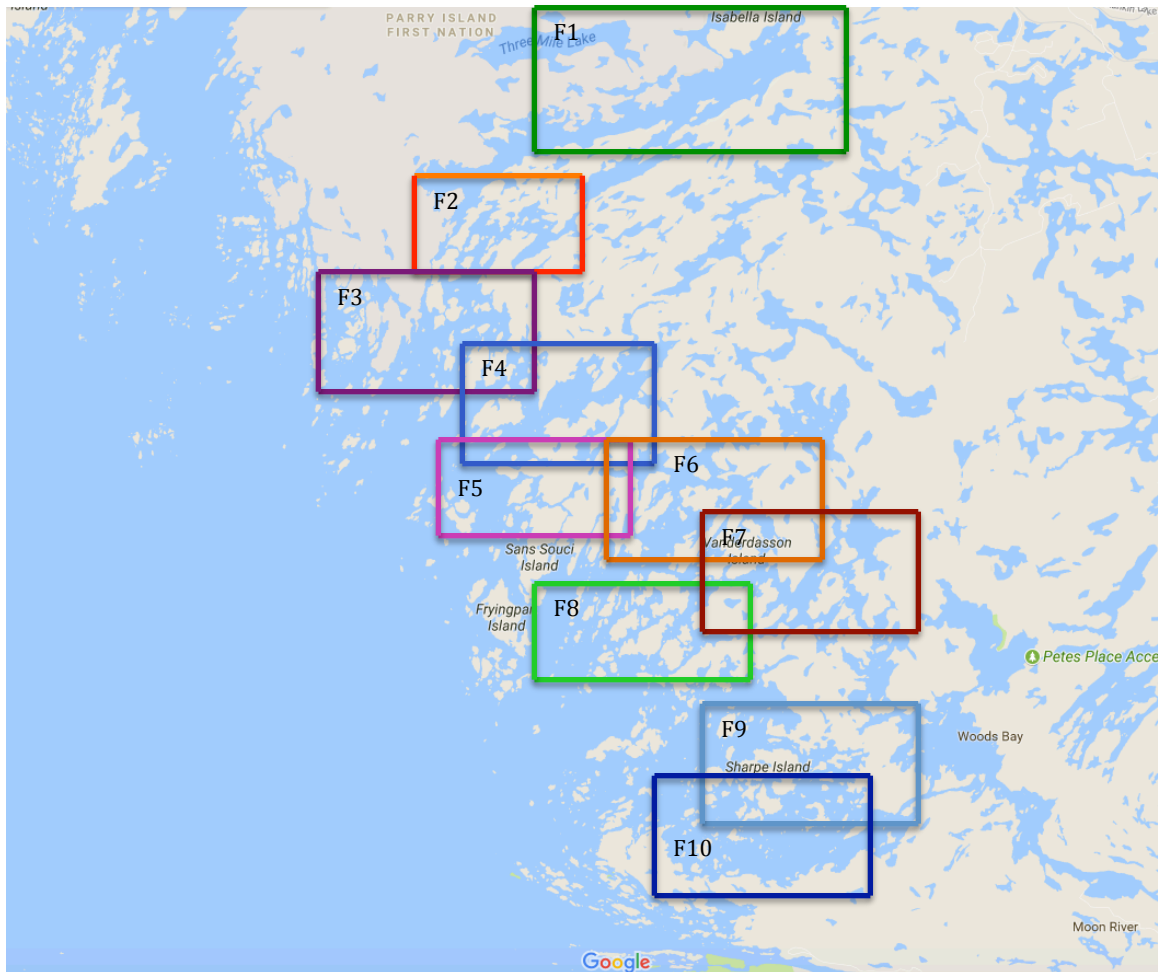 PARRY ISLAND
FIRST NATION
Isabella Island
Three Mile Lake
F1
F2
F3
F4
F5
F6
F7
Vanderdasson
Island
Sans Souci
Island
Fryingpan
Island
F8
Petes Place Acce
F9
Woods Bay
Sharpe Island
F10
Moon River
Google